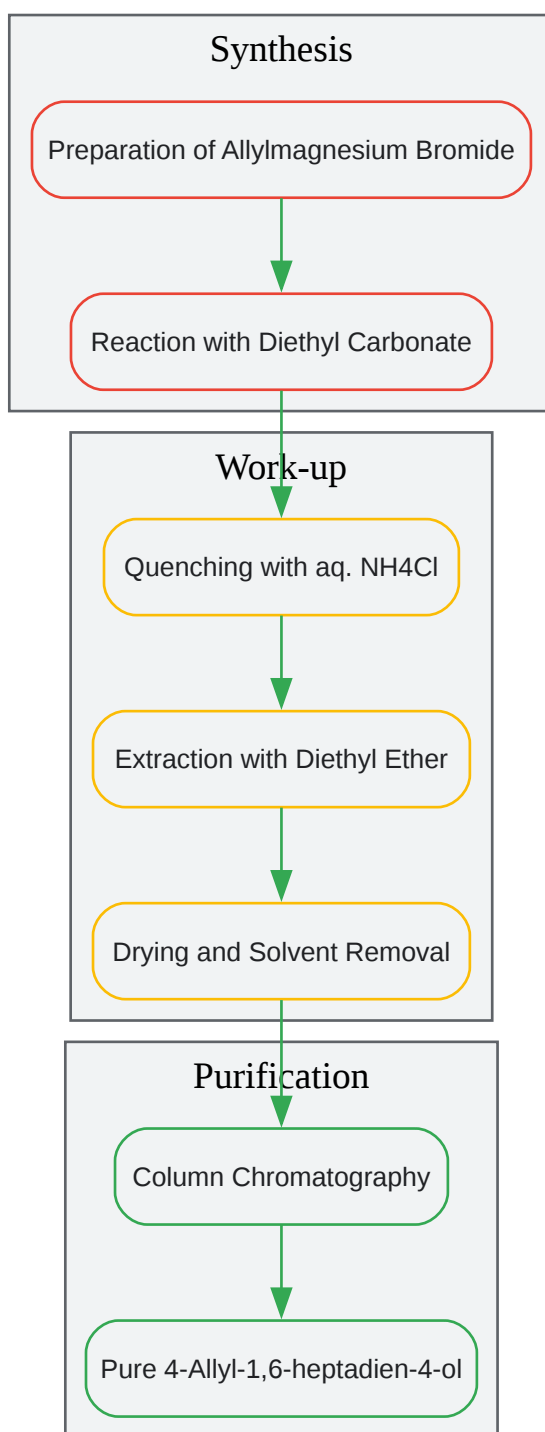 Synthesis
Preparation of Allylmagnesium Bromide
Reaction with Diethyl Carbonate
Work-up
Quenching with aq. NH4Cl
Extraction with Diethyl Ether
Drying and Solvent Removal
Purification
Column Chromatography
Pure 4-Allyl-1,6-heptadien-4-ol